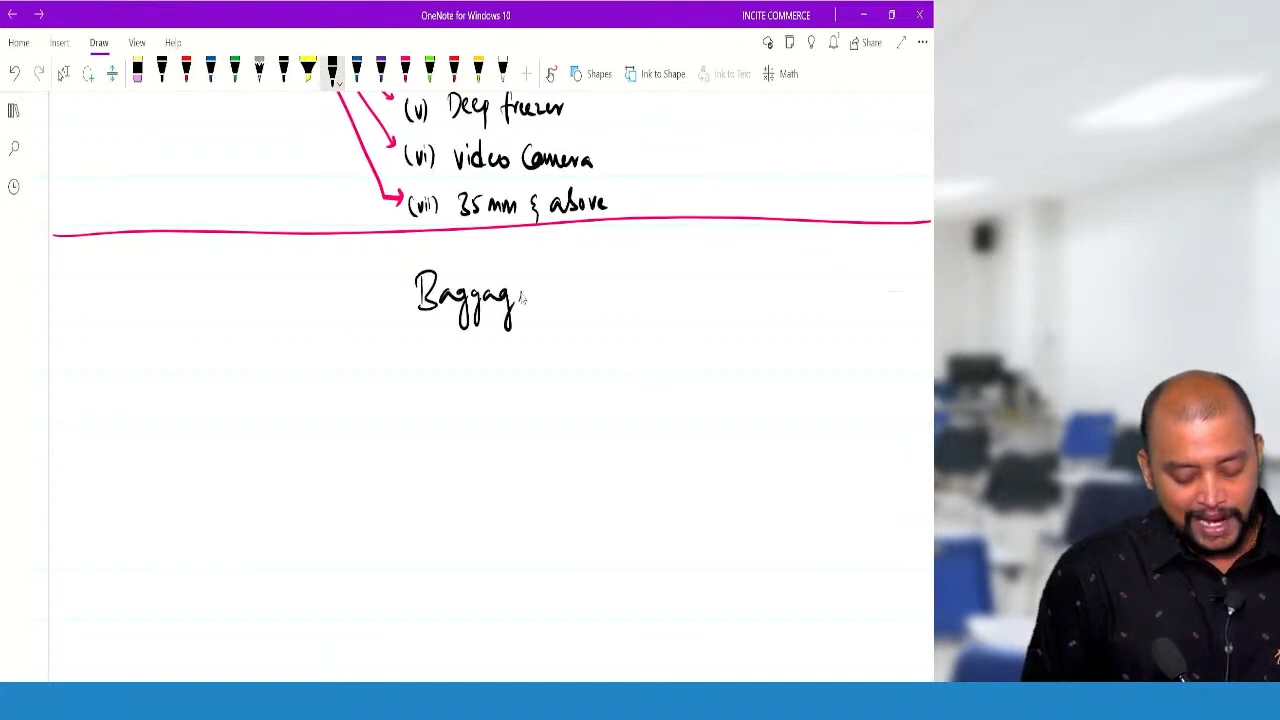 OneNote for Windows 10
INCITE COMMERCE
Home Insert Draw View Help
Share
Shapes Ink to Shape Ink to Text Math
(v) Deep freezer
(vi) video Camera
(vii) 35 mm & above
Baggag